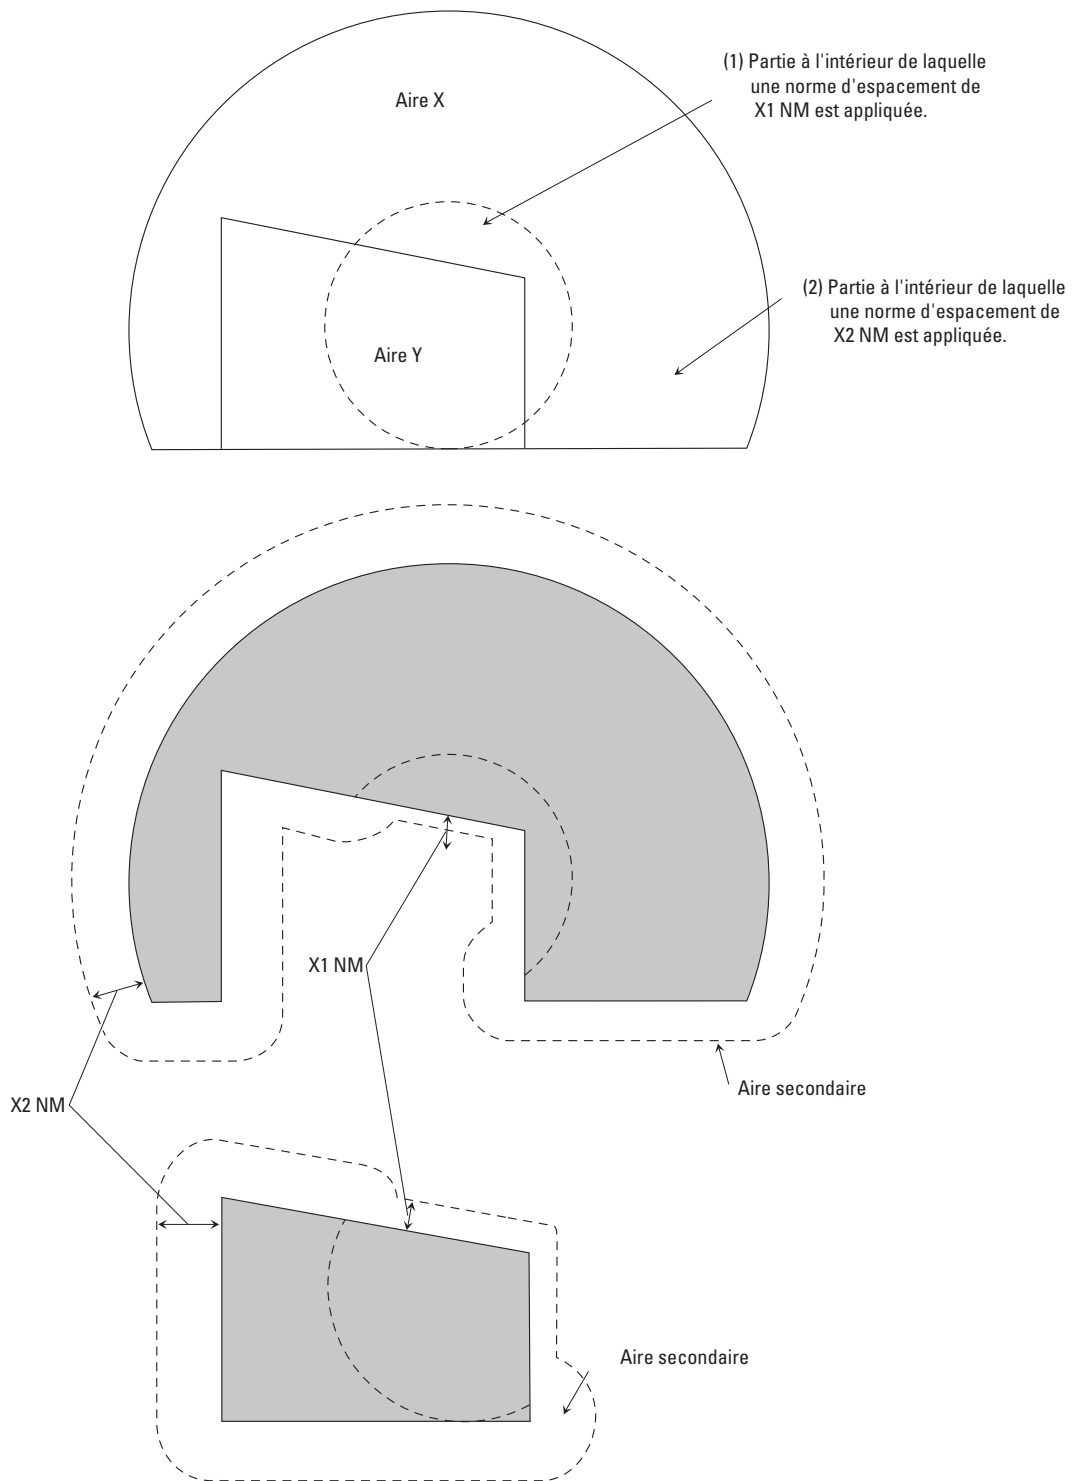 Aire X
(1) Partie à l'intérieur de laquelle
une norme d'espacement de
X1 NM est appliquée.
(2) Partie à l'intérieur de laquelle
une norme d'espacement de
X2 NM est appliquée.
Aire Y
X1 NM
Aire secondaire
X2 NM
Aire secondaire